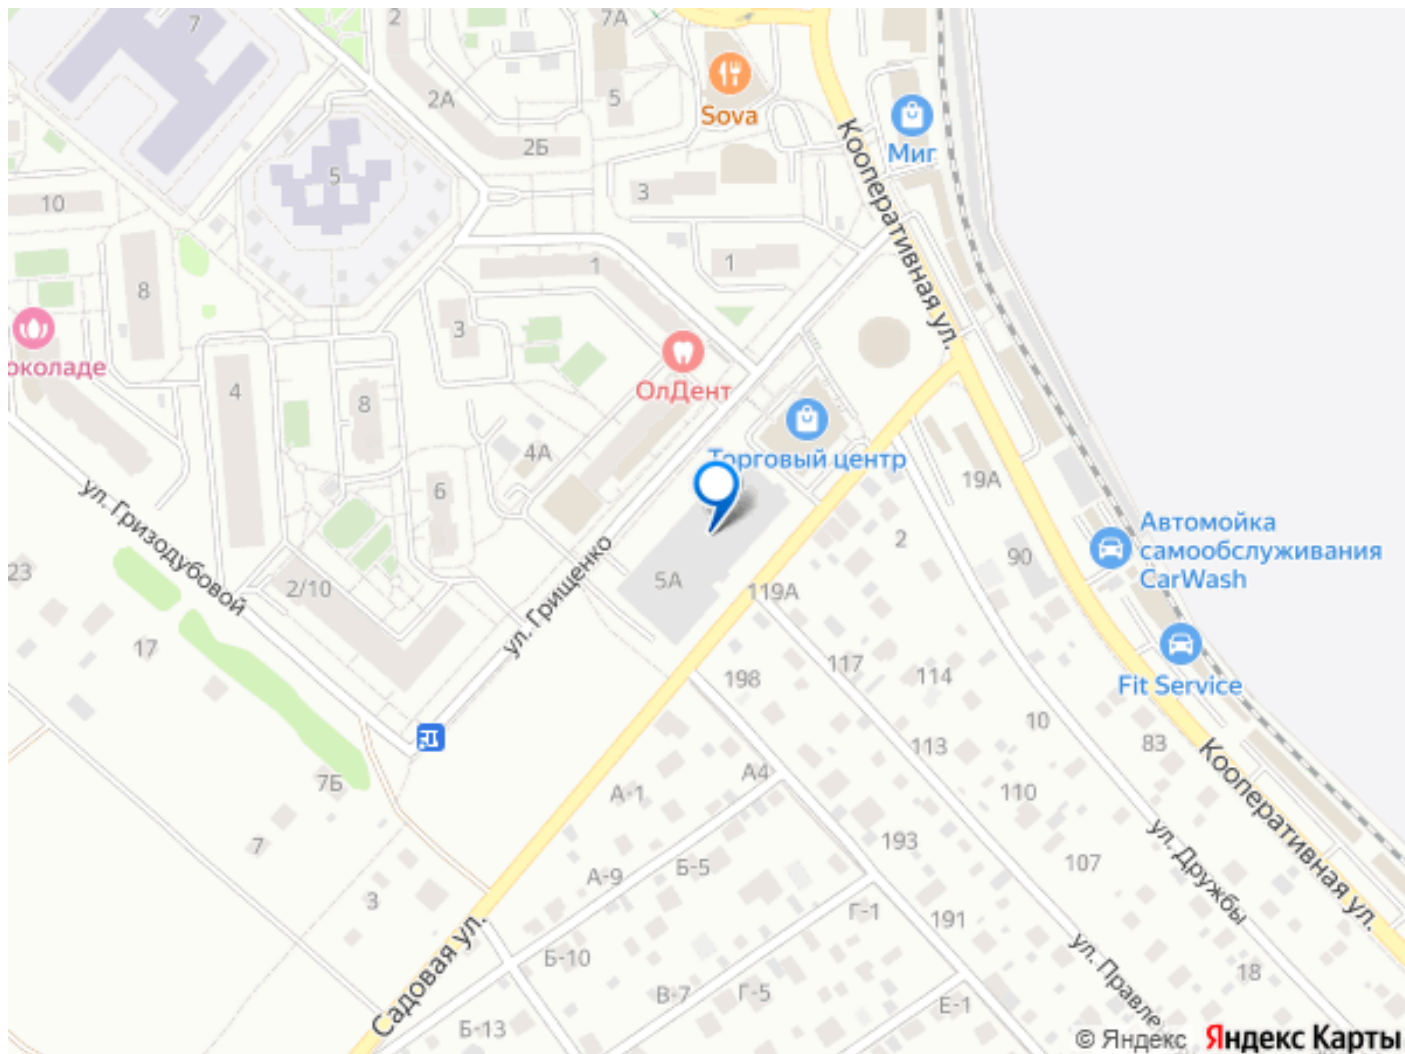 7
2
7А
2А
5
Sova
2Б
Миг
Кооперативная ул.
5
3
10
8
1
1
3
околаде
ОлДент
4
8
4А
Торговый центр
19А
6
ул. Гризодубовой
2
90
Автомойка
самообслуживания
CarWash
23
2/10
ул. Грищенко
5А
119А
17
198
117
114
Fit Service
10
113
83
7Б
А-1
А4
110
Кооперативная ул.
7
193
107
ул. Дружбы
А-9
Б-5
3
Г-1
191
Садовая ул.
Б-10
ул. Правле
18
В-7
Г-5
Е-1
Б-13
© Яндекс Яндекс Карты